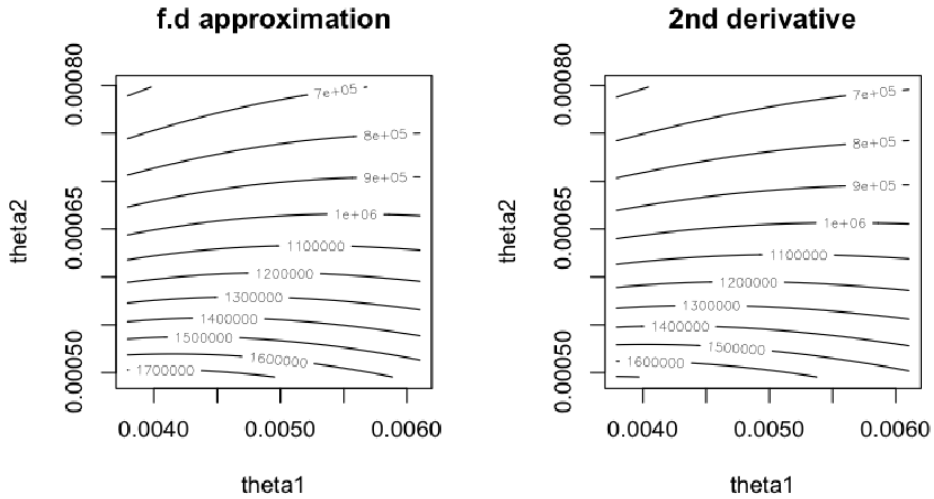 f.d approximation
theta2
0.00080
0.00065
0.00050
7e+05
8e+05
9e+05
1e+06
1100000
1200000
1300000
1400000
1500000
1600000
1700000
0.0040 0.0050 0.0060
theta1
2nd derivative
theta2
0.00080
0.00065
0.00050
7e+05
8e+05
9e+05
1e+06
1100000
1200000
1300000
1400000
1500000
1600000
0.0040 0.0050 0.0060
theta1